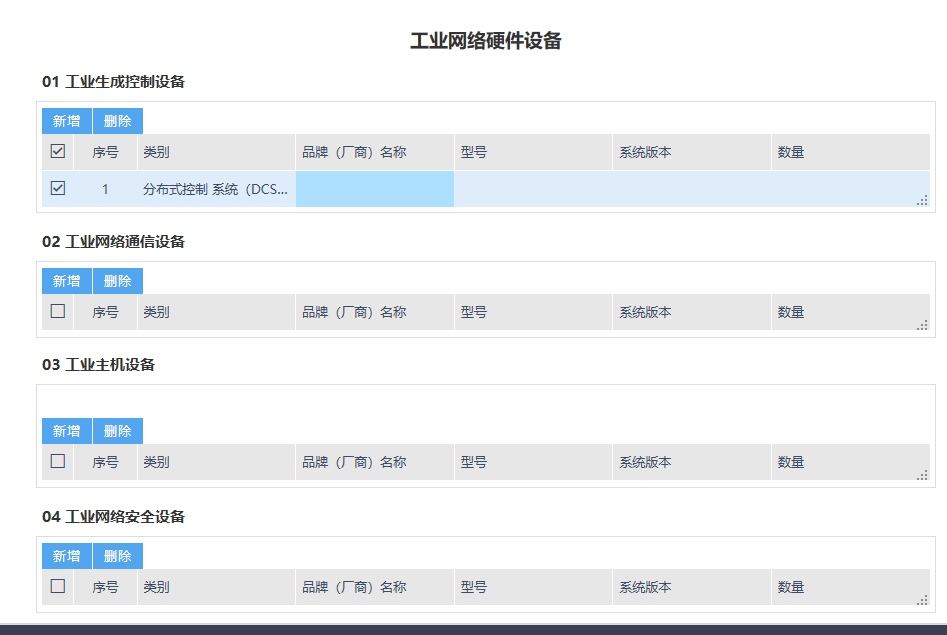 工业网络硬件设备
01 工业生成控制设备
新增 删除
序号 类别 品牌（厂商）名称 型号 系统版本 数量
1 分布式控制 系统（DCS...
02 工业网络通信设备
新增 删除
序号 类别 品牌（厂商）名称 型号 系统版本 数量
03 工业主机设备
新增 删除
序号 类别 品牌（厂商）名称 型号 系统版本 数量
04 工业网络安全设备
新增 删除
序号 类别 品牌（厂商）名称 型号 系统版本 数量